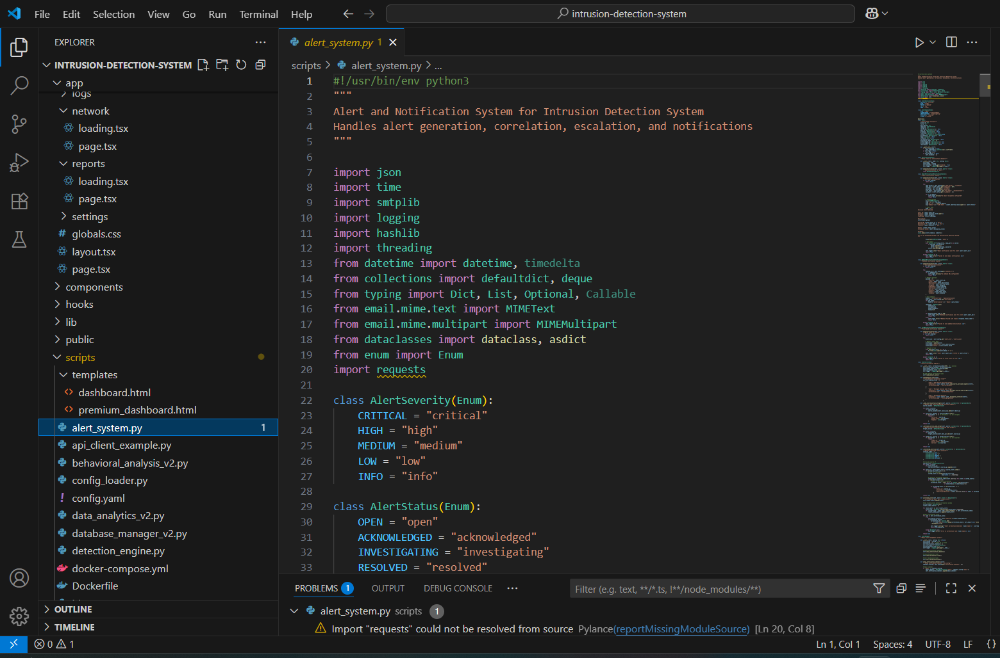 File Edit Selection View Go Run Terminal Help
intrusion-detection-system
EXPLORER
INTRUSION-DETECTION-SYSTEM
app
logs
network
loading.tsx
page.tsx
reports
loading.tsx
page.tsx
settings
# globals.css
layout.tsx
page.tsx
components
hooks
lib
public
scripts
templates
<> dashboard.html
<> premium_dashboard.html
alert_system.py 1
api_client_example.py
behavioral_analysis_v2.py
config_loader.py
! config.yaml
data_analytics_v2.py
database_manager_v2.py
detection_engine.py
docker-compose.yml
Dockerfile
OUTLINE
TIMELINE
alert_system.py 1
scripts > alert_system.py > ...
1 #!/usr/bin/env python3
2 """
3 Alert and Notification System for Intrusion Detection System
4 Handles alert generation, correlation, escalation, and notifications
5 """
6
7 import json
8 import time
9 import smtplib
10 import logging
11 import hashlib
12 import threading
13 from datetime import datetime, timedelta
14 from collections import defaultdict, deque
15 from typing import Dict, List, Optional, Callable
16 from email.mime.text import MIMEText
17 from email.mime.multipart import MIMEMultipart
18 from dataclasses import dataclass, asdict
19 from enum import Enum
20 import requests
21
22 class AlertSeverity(Enum):
23 CRITICAL = "critical"
24 HIGH = "high"
25 MEDIUM = "medium"
26 LOW = "low"
27 INFO = "info"
28
29 class AlertStatus(Enum):
30 OPEN = "open"
31 ACKNOWLEDGED = "acknowledged"
32 INVESTIGATING = "investigating"
33 RESOLVED = "resolved"
PROBLEMS 1 OUTPUT DEBUG CONSOLE ...
Filter (e.g. text, **/*.ts, !**/node_modules/**)
alert_system.py scripts 1
Import "requests" could not be resolved from source Pylance(reportMissingModuleSource) [Ln 20, Col 8]
0 1
Ln 1, Col 1 Spaces: 4 UTF-8 LF {}